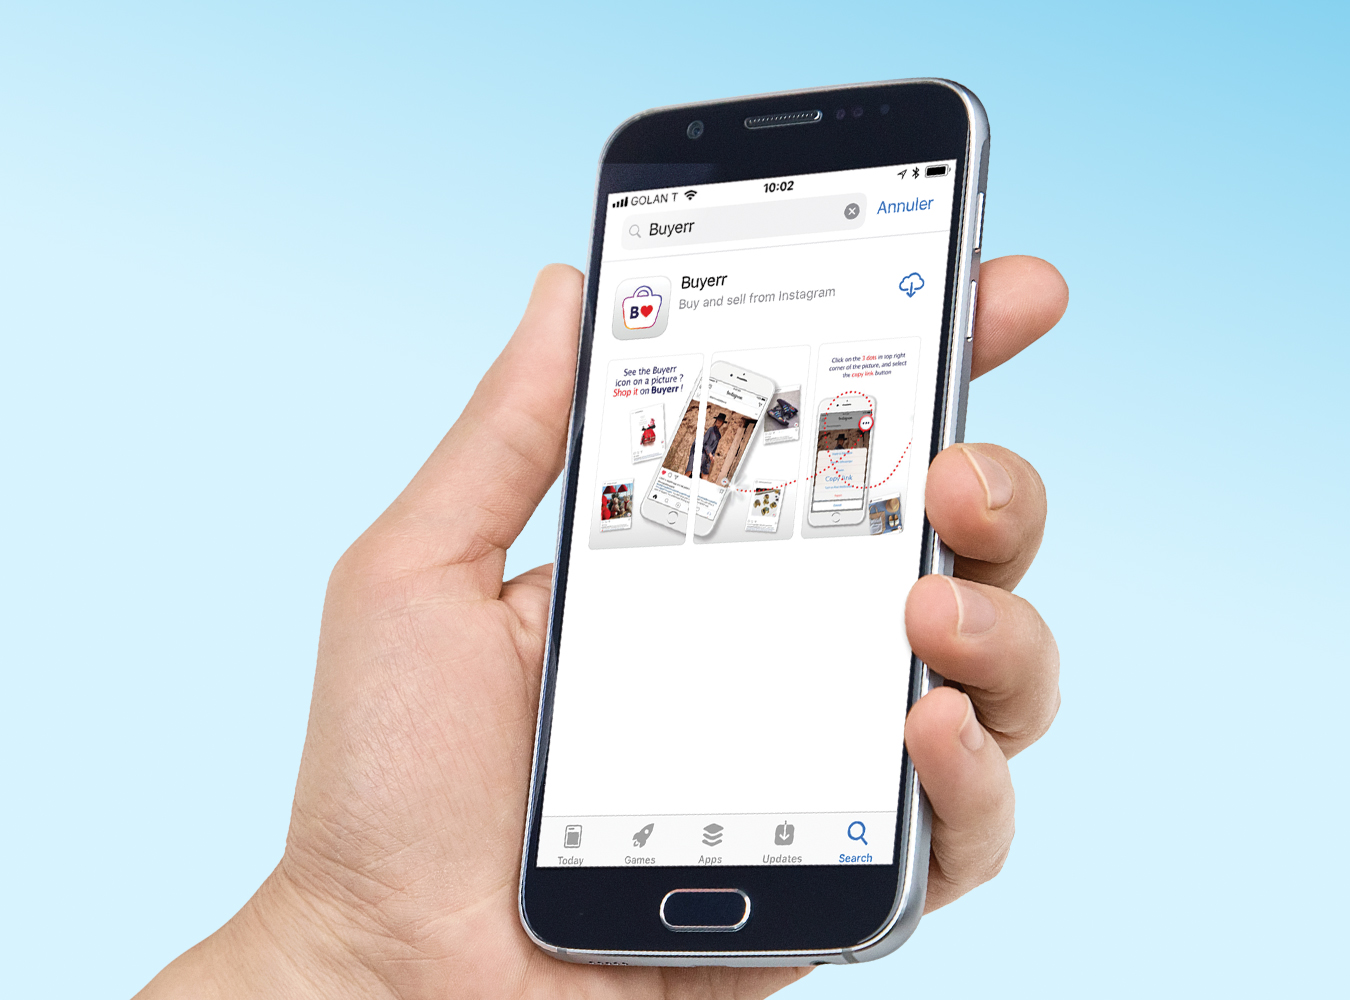 GOLAN T
10:02
Buyerr
Annuler
Buyerr
Buy and sell from Instagram
B
See the Buyerr
icon on a picture ?
Shop it on Buyerr !
Click on the 3 dots in top right
corner of the picture, and select
the copy link button
Instagram
Copy link
Today
Games
Apps
Updates
Search